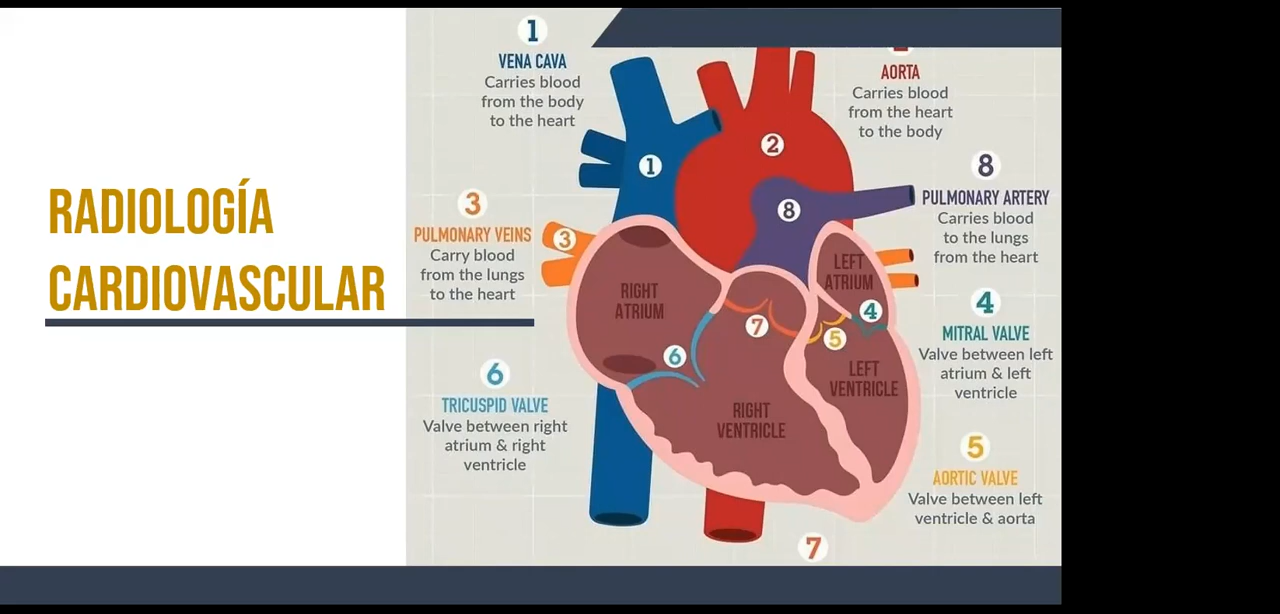 RADIOLOGÍA
CARDIOVASCULAR
1
VENA CAVA
Carries blood
from the body
to the heart
AORTA
Carries blood
from the heart
to the body
3
PULMONARY VEINS
Carry blood
from the lungs
to the heart
8
PULMONARY ARTERY
Carries blood
to the lungs
from the heart
6
TRICUSPID VALVE
Valve between right
atrium & right
ventricle
4
MITRAL VALVE
Valve between left
atrium & left
ventricle
5
AORTIC VALVE
Valve between left
ventricle & aorta
7
1
2
8
3
RIGHT
ATRIUM
LEFT
ATRIUM
4
7
5
6
LEFT
VENTRICLE
RIGHT
VENTRICLE